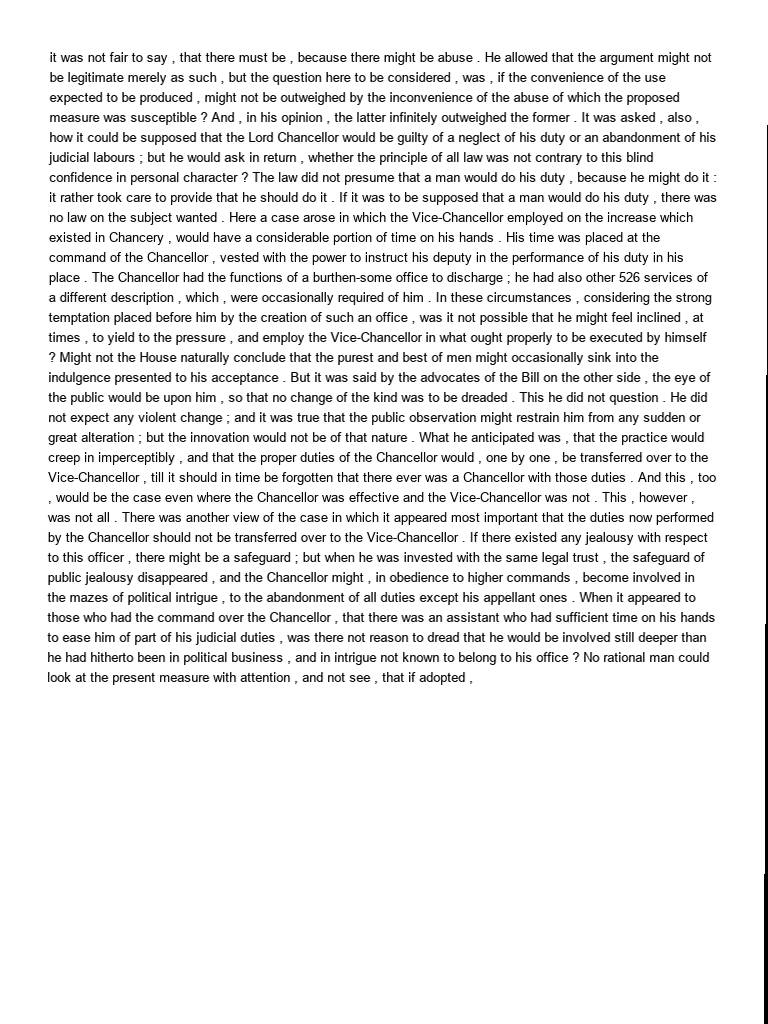 it was not fair to say , that there must be , because there might be abuse . He allowed that the argument might not
be legitimate merely as such , but the question here to be considered , was , if the convenience of the use
expected to be produced , might not be outweighed by the inconvenience of the abuse of which the proposed
measure was susceptible ? And , in his opinion , the latter infinitely outweighed the former . It was asked , also ,
how it could be supposed that the Lord Chancellor would be guilty of a neglect of his duty or an abandonment of his
judicial labours ; but he would ask in return , whether the principle of all law was not contrary to this blind
confidence in personal character ? The law did not presume that a man would do his duty , because he might do it :
it rather took care to provide that he should do it . If it was to be supposed that a man would do his duty , there was
no law on the subject wanted . Here a case arose in which the Vice-Chancellor employed on the increase which
existed in Chancery , would have a considerable portion of time on his hands . His time was placed at the
command of the Chancellor , vested with the power to instruct his deputy in the performance of his duty in his
place . The Chancellor had the functions of a burthen-some office to discharge ; he had also other 526 services of
a different description , which , were occasionally required of him . In these circumstances , considering the strong
temptation placed before him by the creation of such an office , was it not possible that he might feel inclined , at
times , to yield to the pressure , and employ the Vice-Chancellor in what ought properly to be executed by himself
? Might not the House naturally conclude that the purest and best of men might occasionally sink into the
indulgence presented to his acceptance . But it was said by the advocates of the Bill on the other side , the eye of
the public would be upon him , so that no change of the kind was to be dreaded . This he did not question . He did
not expect any violent change ; and it was true that the public observation might restrain him from any sudden or
great alteration ; but the innovation would not be of that nature . What he anticipated was , that the practice would
creep in imperceptibly , and that the proper duties of the Chancellor would , one by one , be transferred over to the
Vice-Chancellor , till it should in time be forgotten that there ever was a Chancellor with those duties . And this , too
, would be the case even where the Chancellor was effective and the Vice-Chancellor was not . This , however ,
was not all . There was another view of the case in which it appeared most important that the duties now performed
by the Chancellor should not be transferred over to the Vice-Chancellor . If there existed any jealousy with respect
to this officer , there might be a safeguard ; but when he was invested with the same legal trust , the safeguard of
public jealousy disappeared , and the Chancellor might , in obedience to higher commands , become involved in
the mazes of political intrigue , to the abandonment of all duties except his appellant ones . When it appeared to
those who had the command over the Chancellor , that there was an assistant who had sufficient time on his hands
to ease him of part of his judicial duties , was there not reason to dread that he would be involved still deeper than
he had hitherto been in political business , and in intrigue not known to belong to his office ? No rational man could
look at the present measure with attention , and not see , that if adopted ,